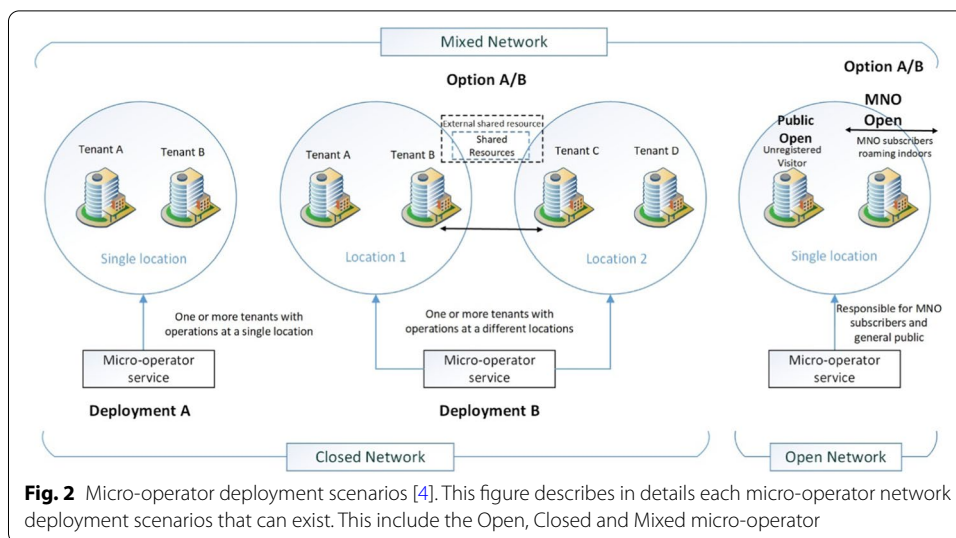 Mixed Network
Option A/B
Option A/B
External shared resource
Shared
Resources
Tenant A
Tenant B
Single location
Tenant A
Tenant B
Location 1
Tenant C
Tenant D
Location 2
Public
Open
Unregistered
Visitor
MNO
Open
MNO subscribers
roaming indoors
Single location
One or more tenants with
operations at a single location
One or more tenants with
operations at a different locations
Responsible for MNO
subscribers and
general public
Micro-operator
service
Micro-operator
service
Micro-operator
service
Deployment A
Deployment B
Closed Network
Open Network
Fig. 2 Micro-operator deployment scenarios [4]. This figure describes in details each micro-operator network
deployment scenarios that can exist. This include the Open, Closed and Mixed micro-operator